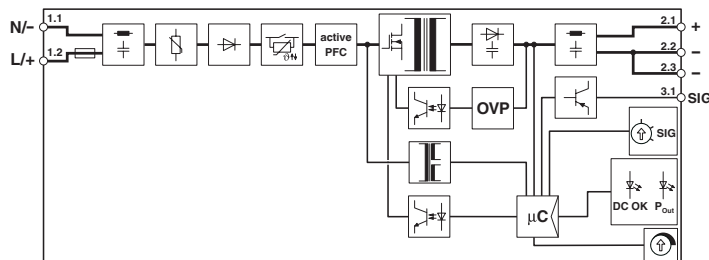 1.1
N/-
1.2
L/+
ϑ
active
PFC
2.1
+
2.2
−
2.3
−
3.1
SIG
OVP
SIG
µC
DC OK
P Out